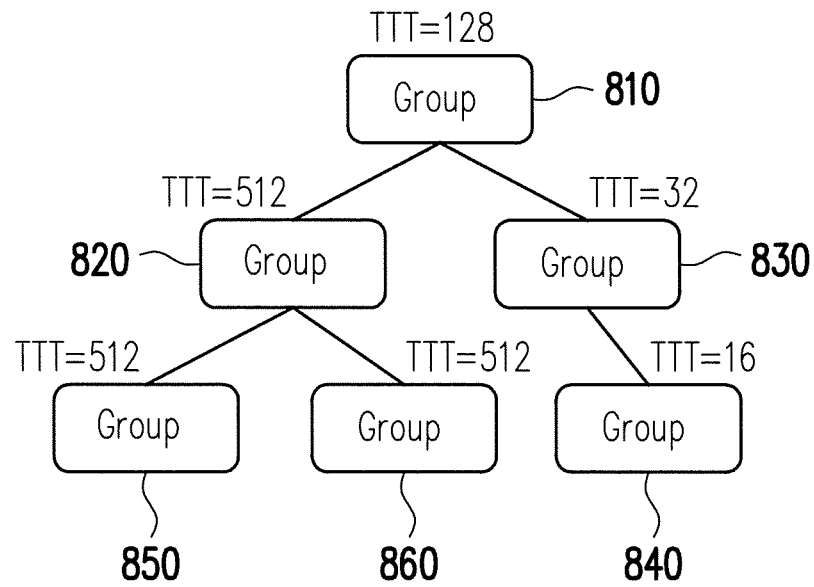 TTT=128
Group
810
TTT=512
TTT=32
820
Group
Group
830
TTT=512
TTT=512
TTT=16
Group
Group
Group
850
860
840